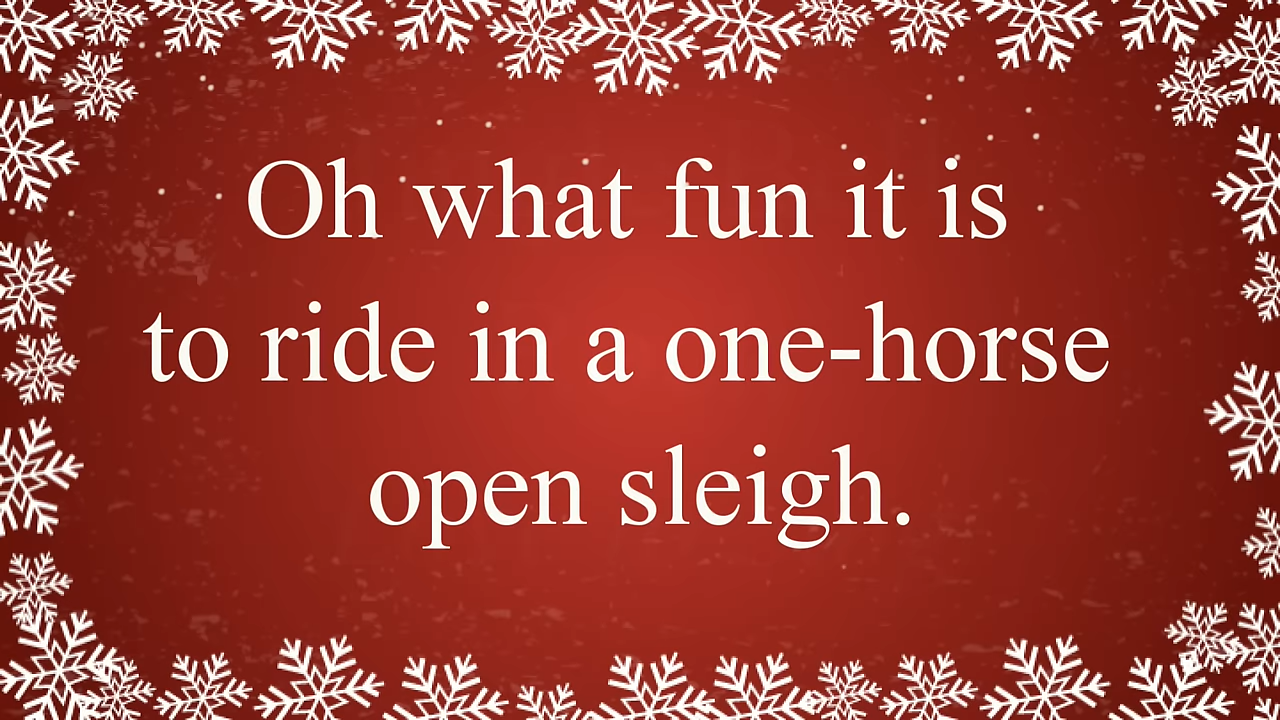 Oh what fun it is
to ride in a one-horse
open sleigh.